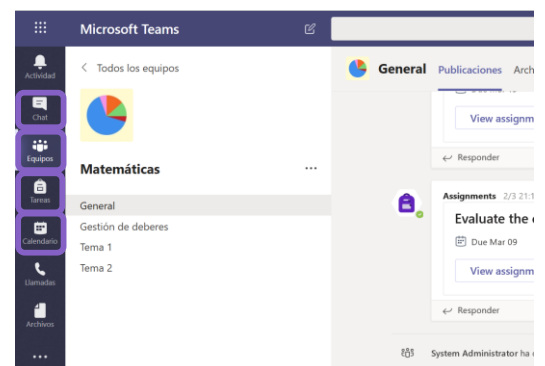 Microsoft Teams
Actividad
Chat
Equipos
Tareas
Calendario
Llamadas
Archivos
Todos los equipos
Matemáticas
General
Gestión de deberes
Tema 1
Tema 2
General Publicaciones Arch
View assignm
Responder
Assignments 2/3 21:1
Evaluate the
Due Mar 09
View assignm
Responder
System Administrator ha